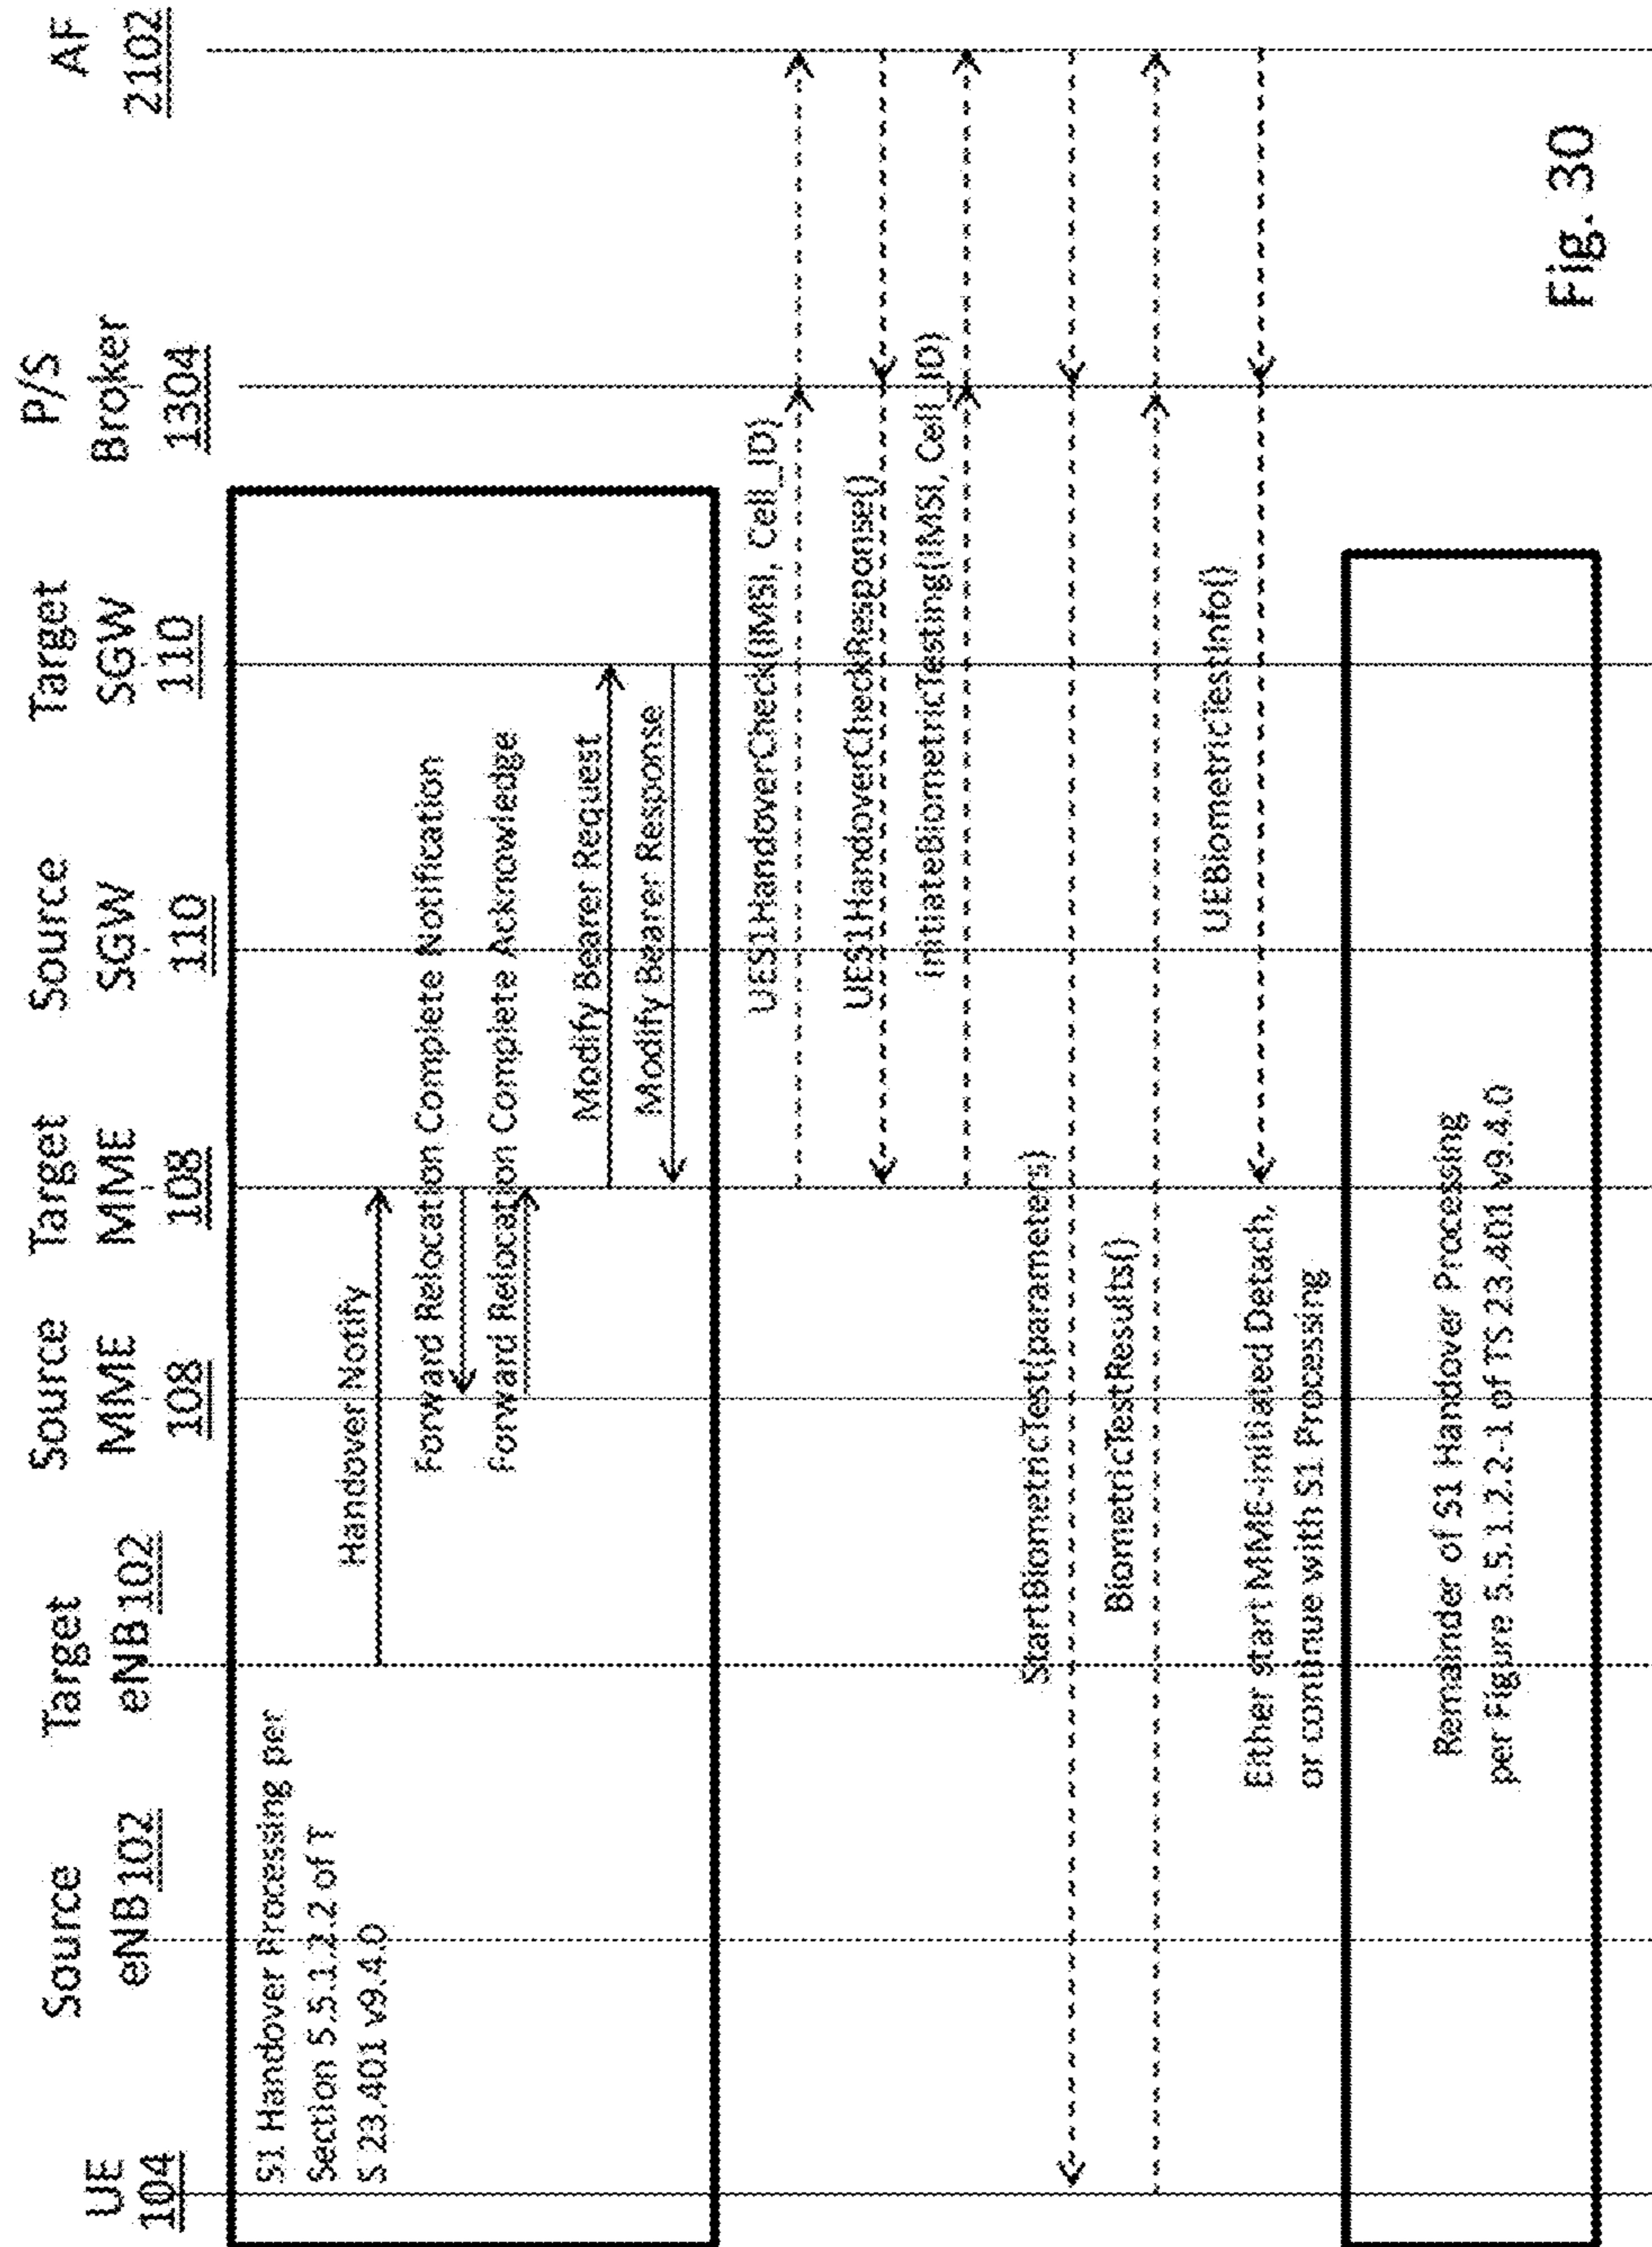 UE
104
Source
eNB 102
Target
eNB 102
Source
MME
108
Target
MME
108
Source
SGW
110
Target
SGW
110
P/S
Broker
1304
AF
2102
S1 Handover Processing per
Section 5.5.1.2.2 of T
S 23.401 v9.4.0
Handover Notify
Forward Relocation Complete Notification
Forward Relocation Complete Acknowledge
Modify Bearer Request
Modify Bearer Response
UES1HandoverCheck(IMSI, Cell_ID)
UES1HandoverCheckResponse()
initiateBiometricTesting(IMSI, Cell_ID)
StartBiometricTest(parameters)
BiometricTestResults()
UEBiometricTestInfo()
Either start MME-initiated Detach,
or continue with S1 Processing
Remainder of S1 Handover Processing
per Figure 5.5.1.2.2-1 of TS 23.401 v9.4.0
Fig. 30